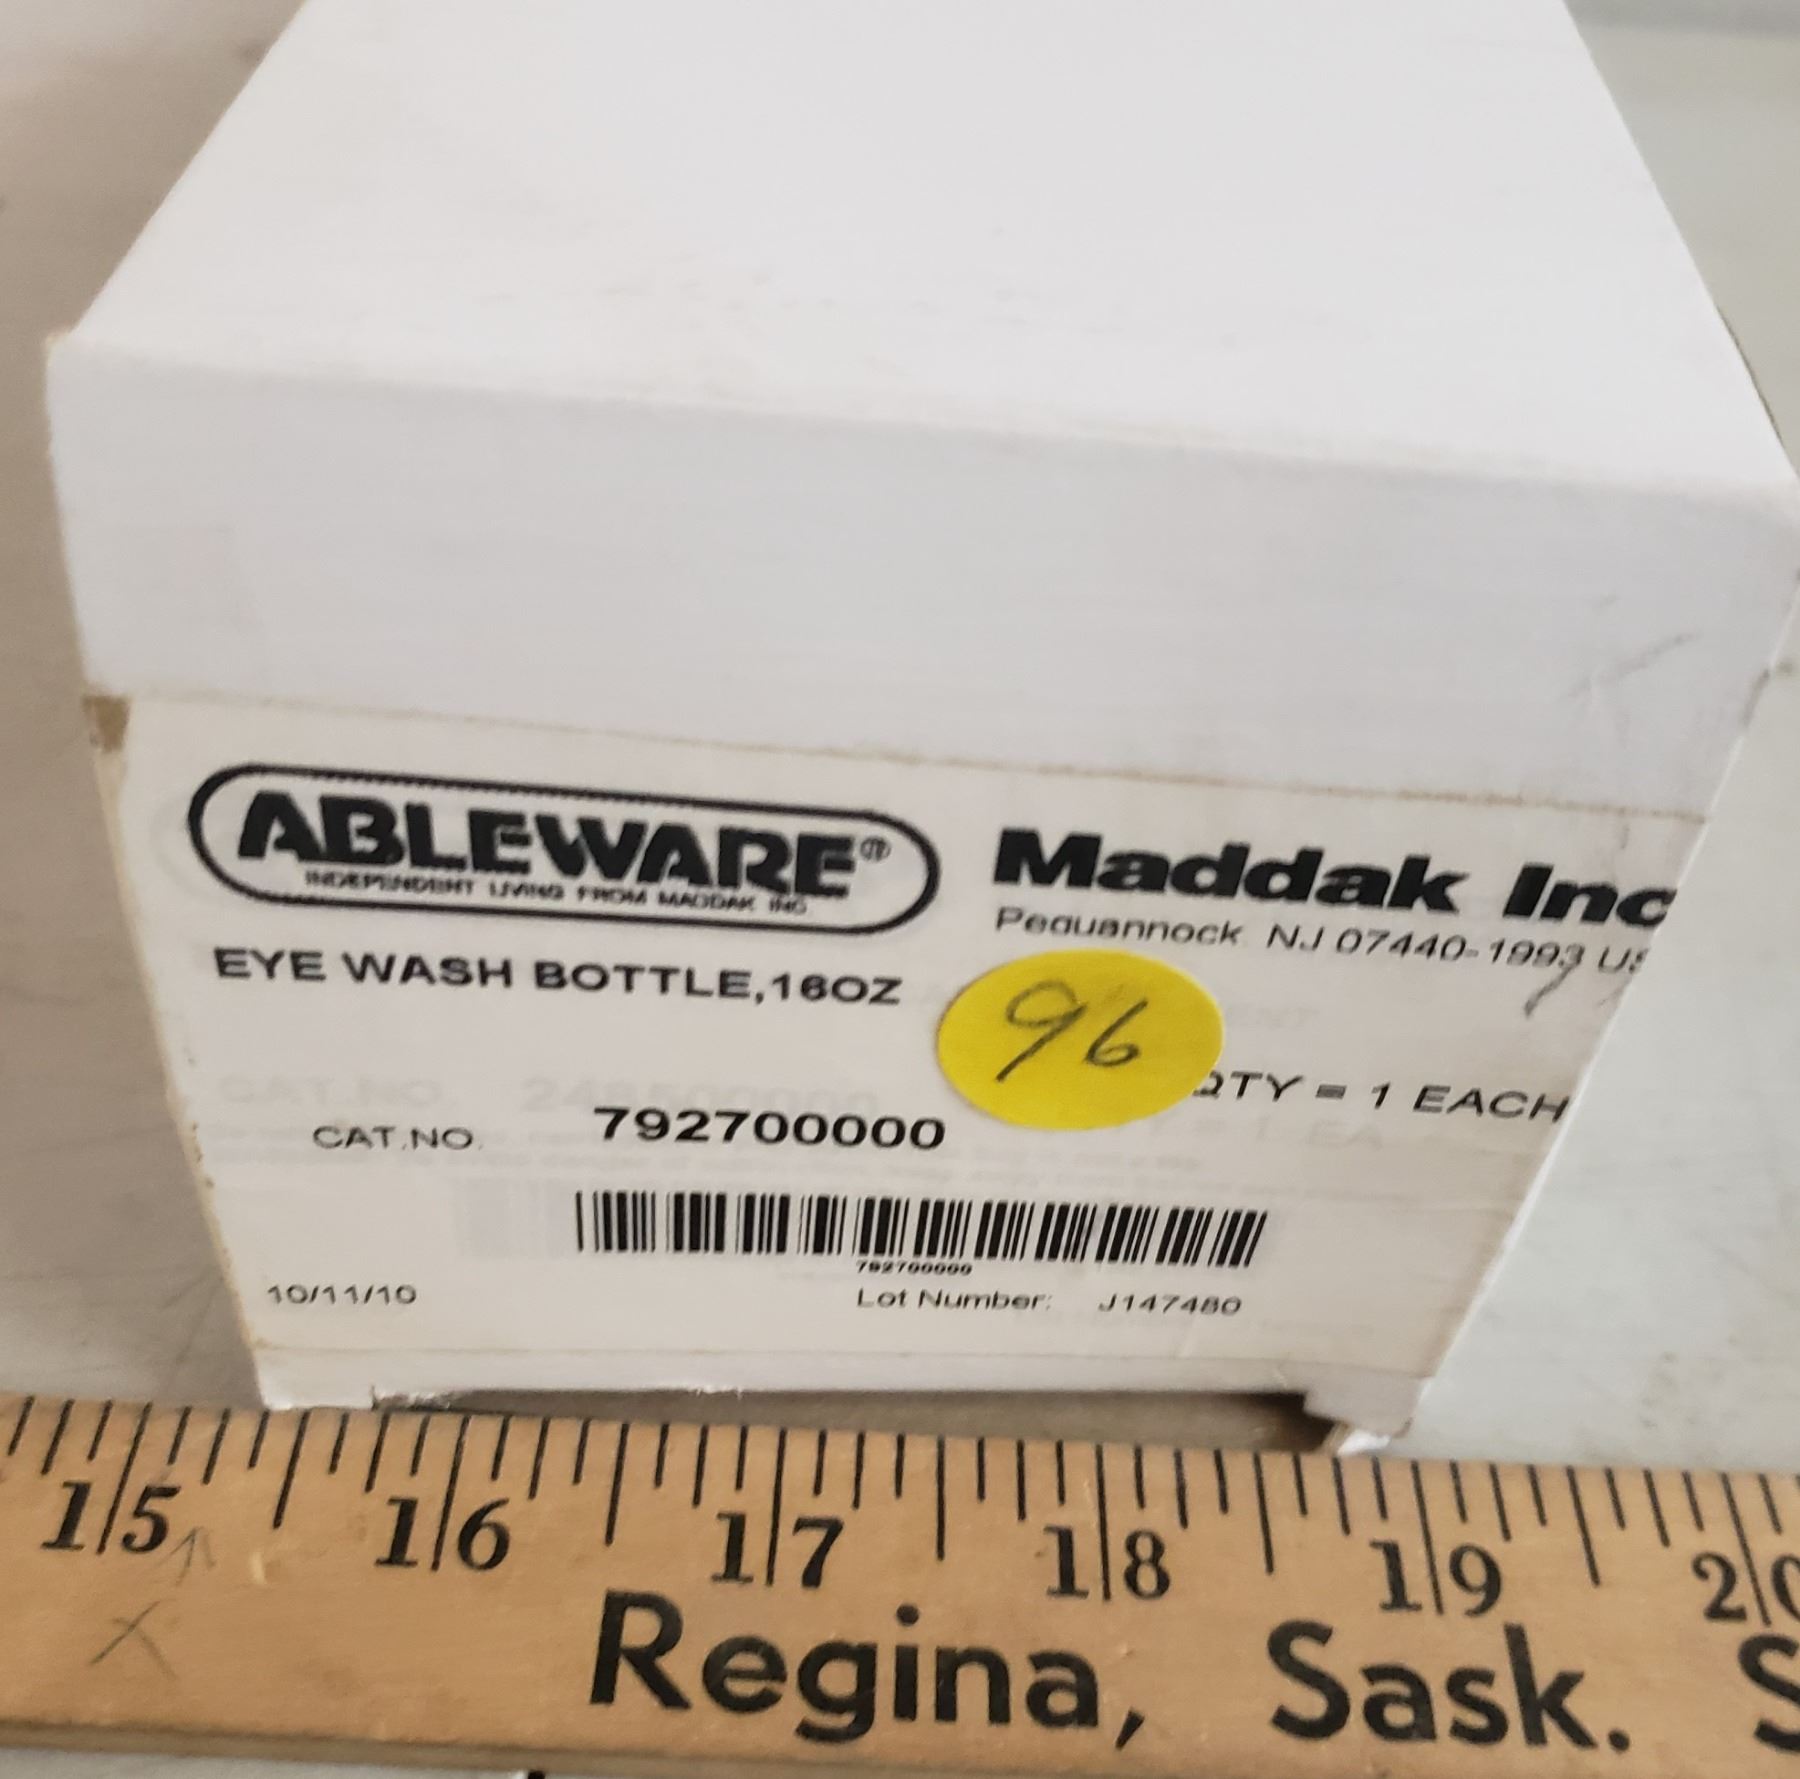 ABLEWARE®
INDEPENDENT LIVING FROM MADDAK INC.
Maddak Inc
Pequannock NJ 07440-1993 US
EYE WASH BOTTLE,16OZ
96
QTY = 1 EACH
CAT.NO. 792700000
792700000
10/11/10 Lot Number: J147480
15 16 17 18 19 20
Regina, Sask. S